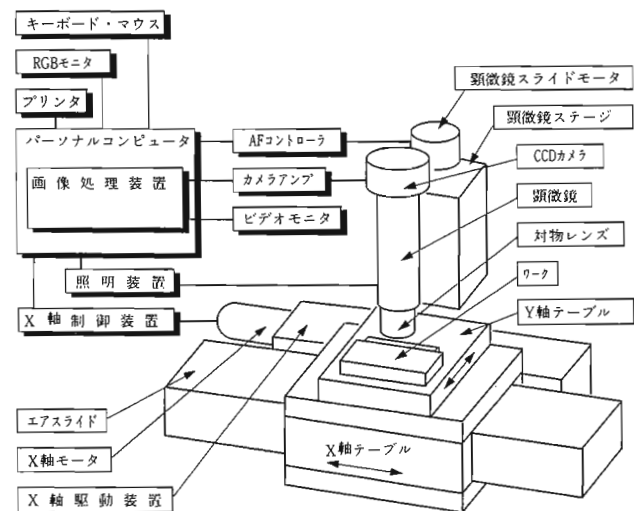 キーボード・マウス
RGBモニタ
プリンタ
パーソナルコンピュータ
画像処理装置
AFコントローラ
カメラアンプ
ビデオモニタ
照明装置
X軸制御装置
顕微鏡スライドモータ
顕微鏡ステージ
CCDカメラ
顕微鏡
対物レンズ
ワーク
Y軸テーブル
エアスライド
X軸モータ
X軸駆動装置
X軸テーブル